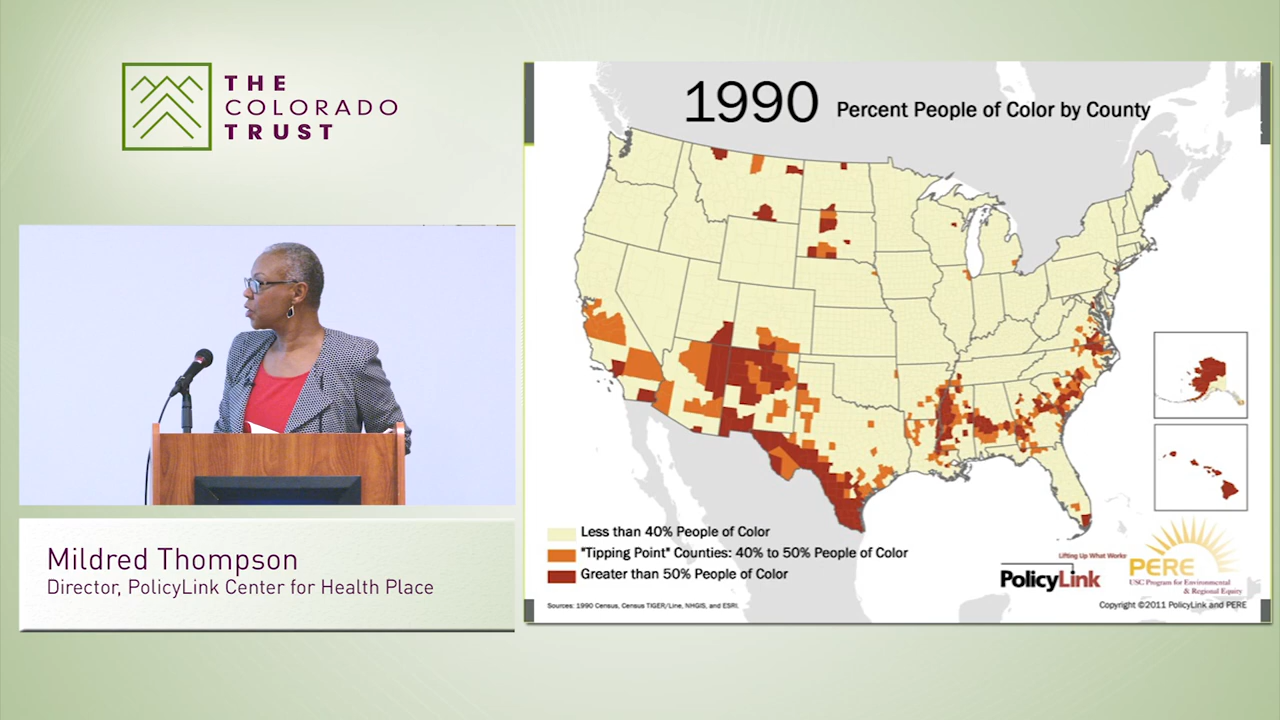 THE
COLORADO
TRUST
Mildred Thompson
Director, PolicyLink Center for Health Place
1990 Percent People of Color by County
Less than 40% People of Color
"Tipping Point" Counties: 40% to 50% People of Color
Greater than 50% People of Color
Sources: 1990 Census, Census TIGER/Line, NHGIS, and ESRI.
Lifting Up What Works
PolicyLink
PERE
USC Program for Environmental
& Regional Equity
Copyright ©2011 PolicyLink and PERE